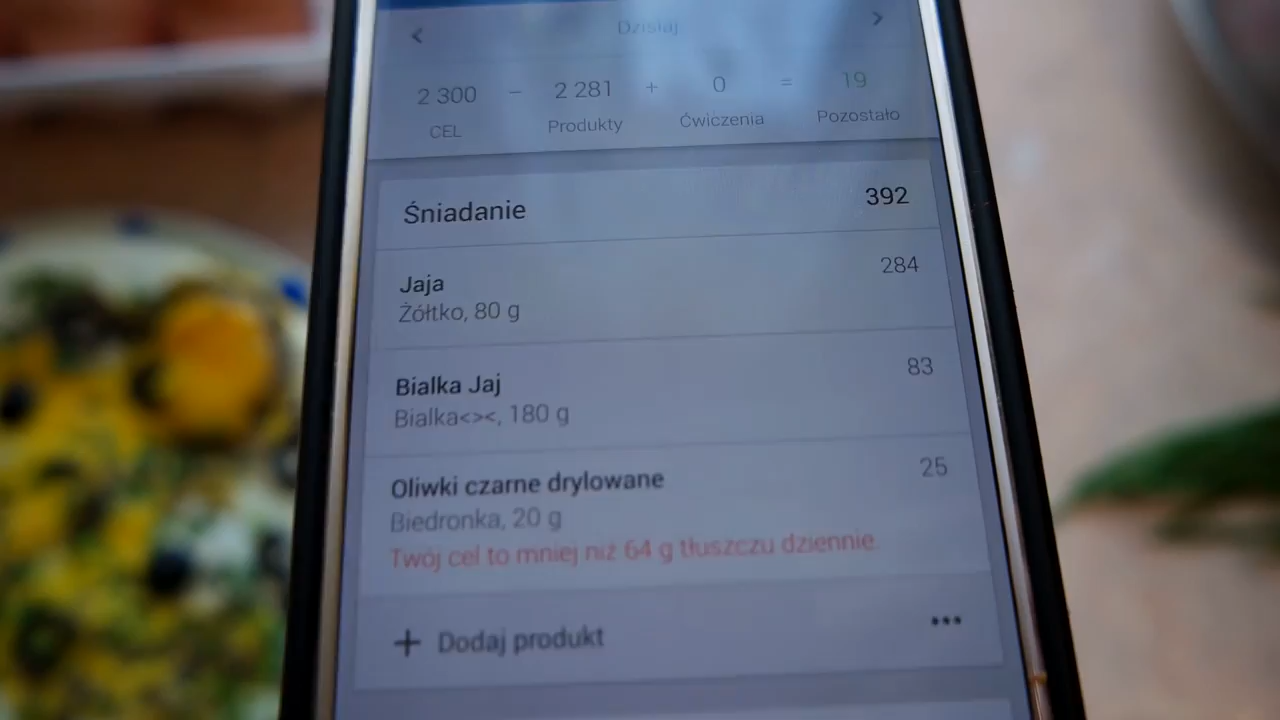 Dzisiaj
2 300 − 2 281 + 0 = 19
CEL Produkty Ćwiczenia Pozostało
Śniadanie 392
Jaja 284
Żółtko, 80 g
Bialka Jaj 83
Bialka<><, 180 g
Oliwki czarne drylowane 25
Biedronka, 20 g
Twój cel to mniej niż 64 g tłuszczu dziennie.
+ Dodaj produkt